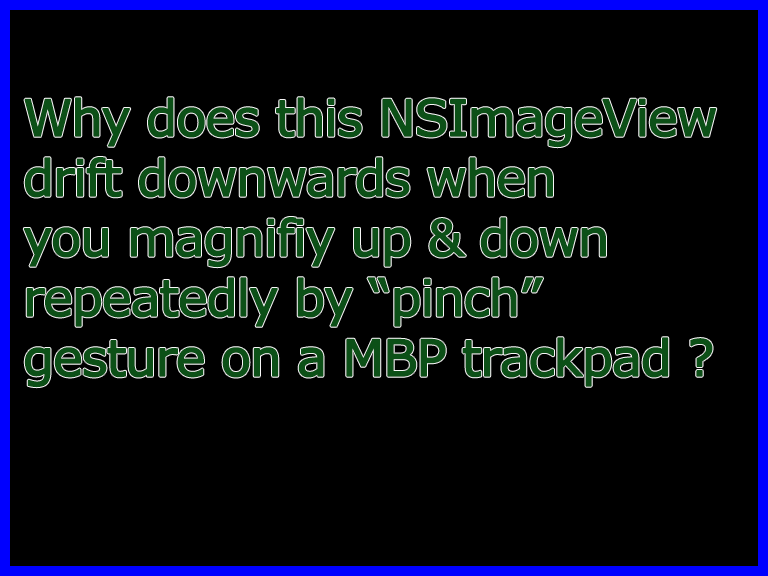 Why does this NSImageView
drift downwards when
you magnifiy up & down
repeatedly by “pinch”
gesture on a MBP trackpad ?